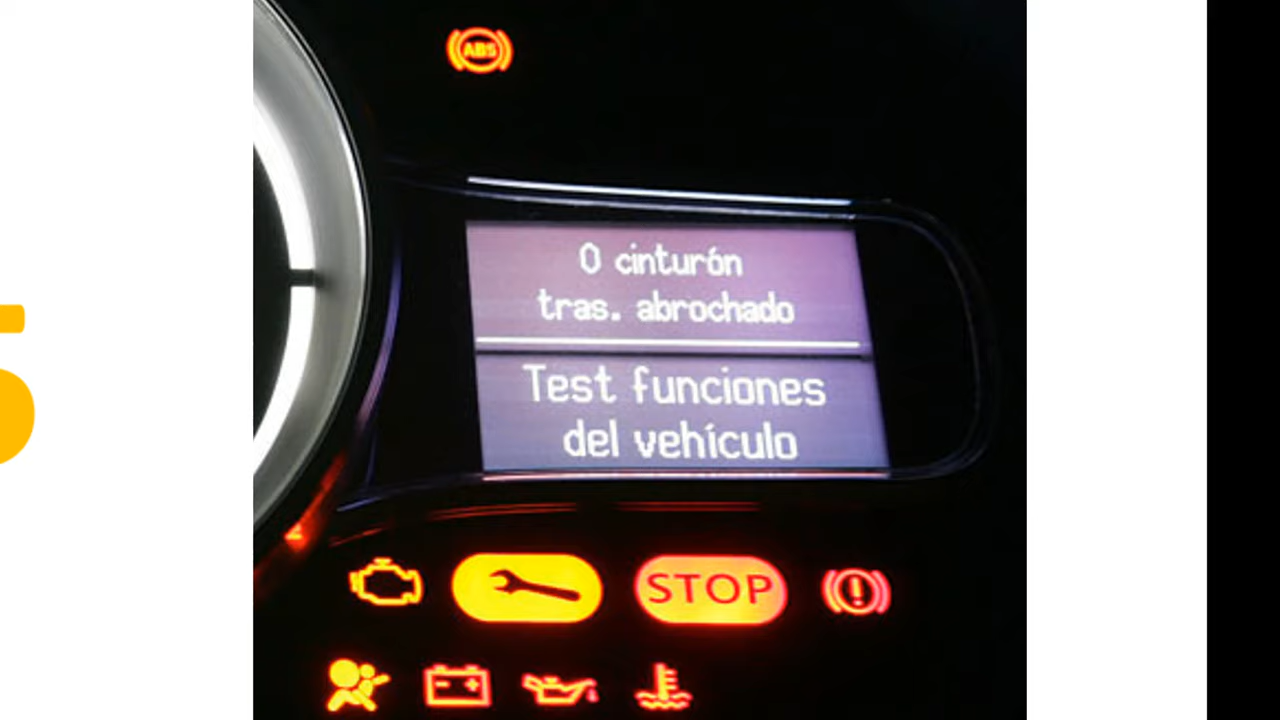 ABS
0 cinturón
tras. abrochado
Test funciones
del vehículo
STOP